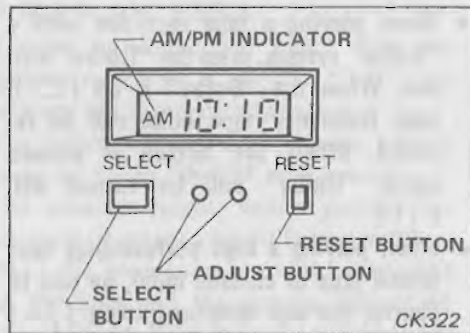 AM/PM INDICATOR
AM 10:10
SELECT
RESET
RESET BUTTON
ADJUST BUTTON
SELECT
BUTTON
CK322